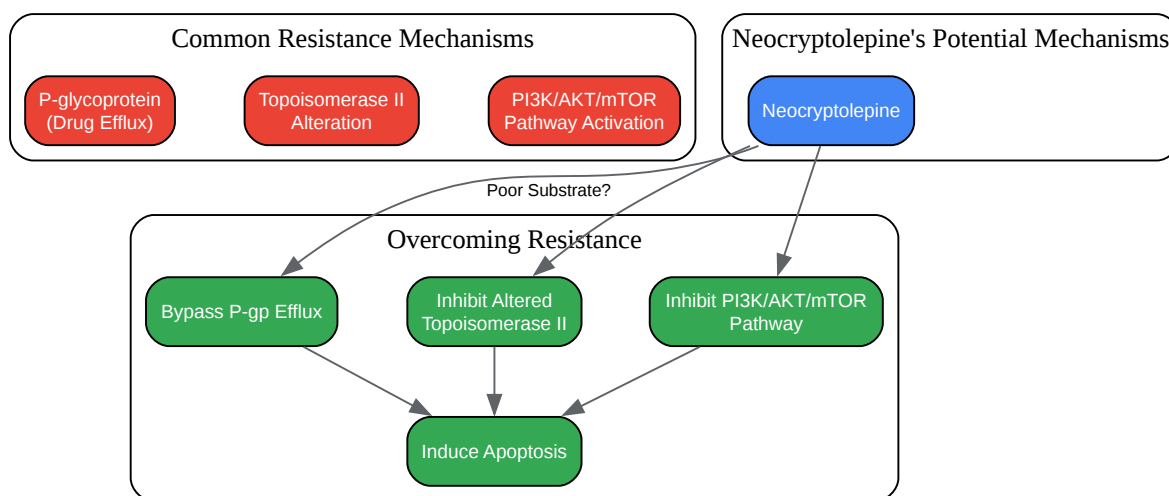 Common Resistance Mechanisms
P-glycoprotein
(Drug Efflux)
Topoisomerase II
Alteration
PI3K/AKT/mTOR
Pathway Activation
Neocryptolepine's Potential Mechanisms
Neocryptolepine
Poor Substrate?
Overcoming Resistance
Bypass P-gp Efflux
Inhibit Altered
Topoisomerase II
Inhibit PI3K/AKT/mTOR
Pathway
Induce Apoptosis